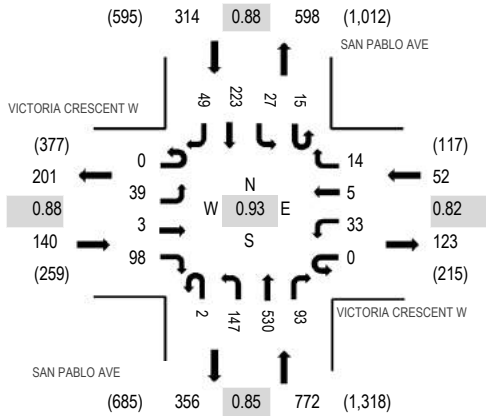 (595) 314 0.88 598 (1,012)
SAN PABLO AVE
49 223 27 15
VICTORIA CRESCENT W
(377)
201
0.88
140
(259)
0
39
3
98
N
W 0.93 E
S
14
5
33
0
(117)
52
0.82
123
(215)
2 147 530 93
VICTORIA CRESCENT W
SAN PABLO AVE
(685) 356 0.85 772 (1,318)